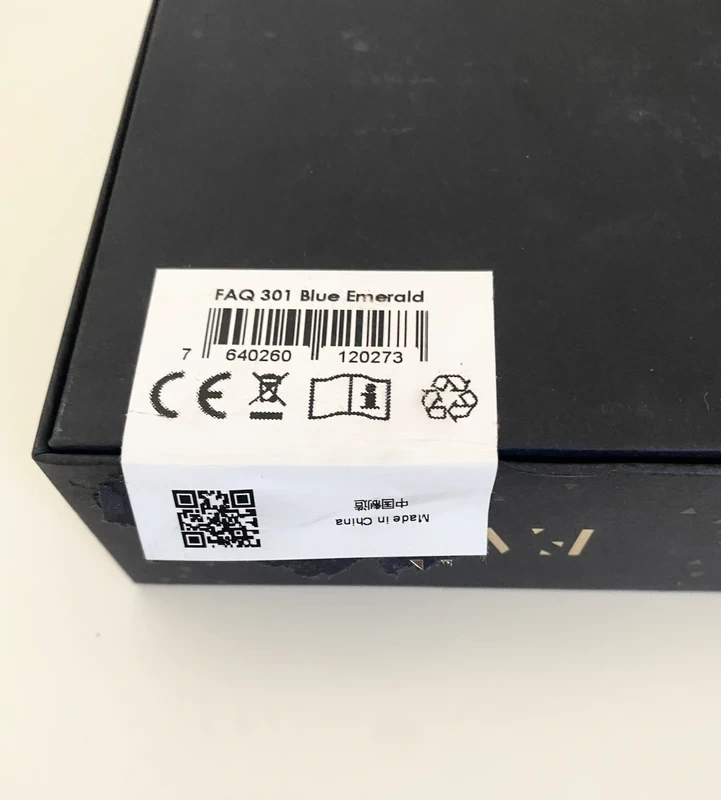 FAQ 301 Blue Emerald
7 640260 120273
CE
中国制造
Made in China